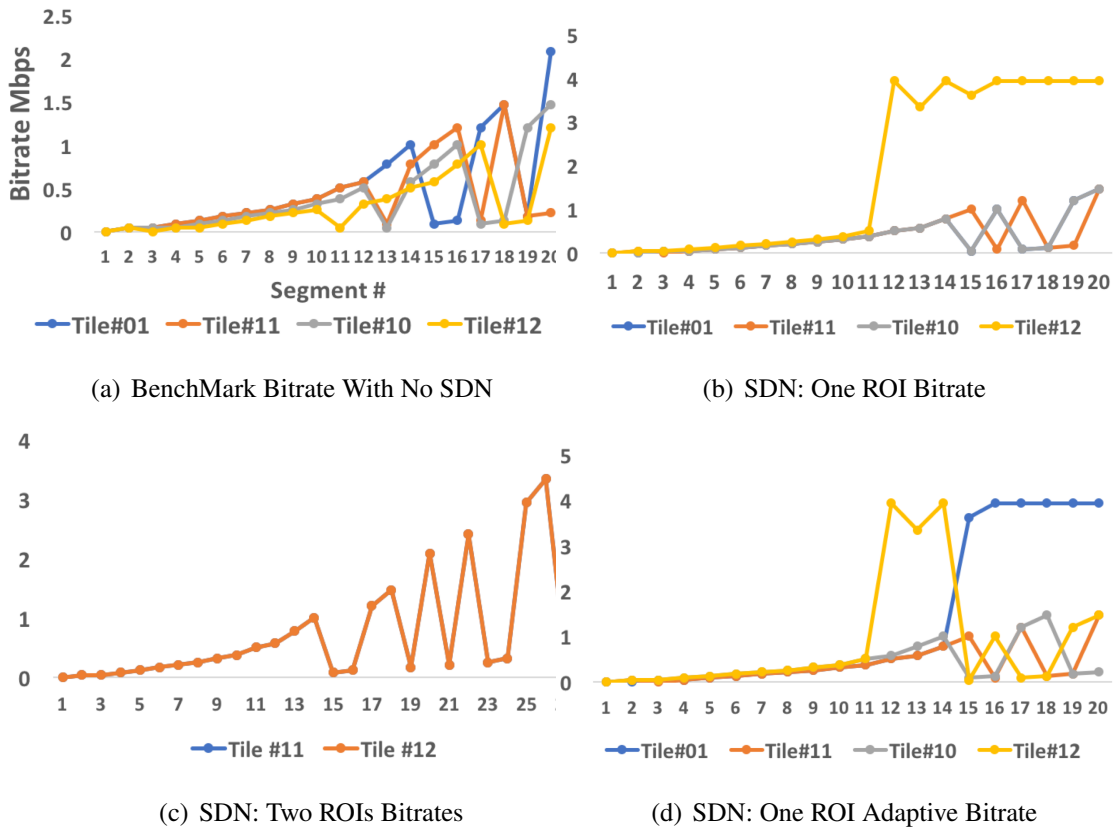 2.5
2
1.5
1
0.5
0
Bitrate Mbps
1 2 3 4 5 6 7 8 9 10 11 12 13 14 15 16 17 18 19 20
Segment #
Tile#01 Tile#11 Tile#10 Tile#12
(a) BenchMark Bitrate With No SDN
5
4
3
2
1
0
1 2 3 4 5 6 7 8 9 10 11 12 13 14 15 16 17 18 19 20
Tile#01 Tile#11 Tile#10 Tile#12
(b) SDN: One ROI Bitrate
4
3
2
1
0
1 3 5 7 9 11 13 15 17 19 21 23 25
Tile #11 Tile #12
(c) SDN: Two ROIs Bitrates
5
4
3
2
1
0
1 2 3 4 5 6 7 8 9 10 11 12 13 14 15 16 17 18 19 20
Tile#01 Tile#11 Tile#10 Tile#12
(d) SDN: One ROI Adaptive Bitrate